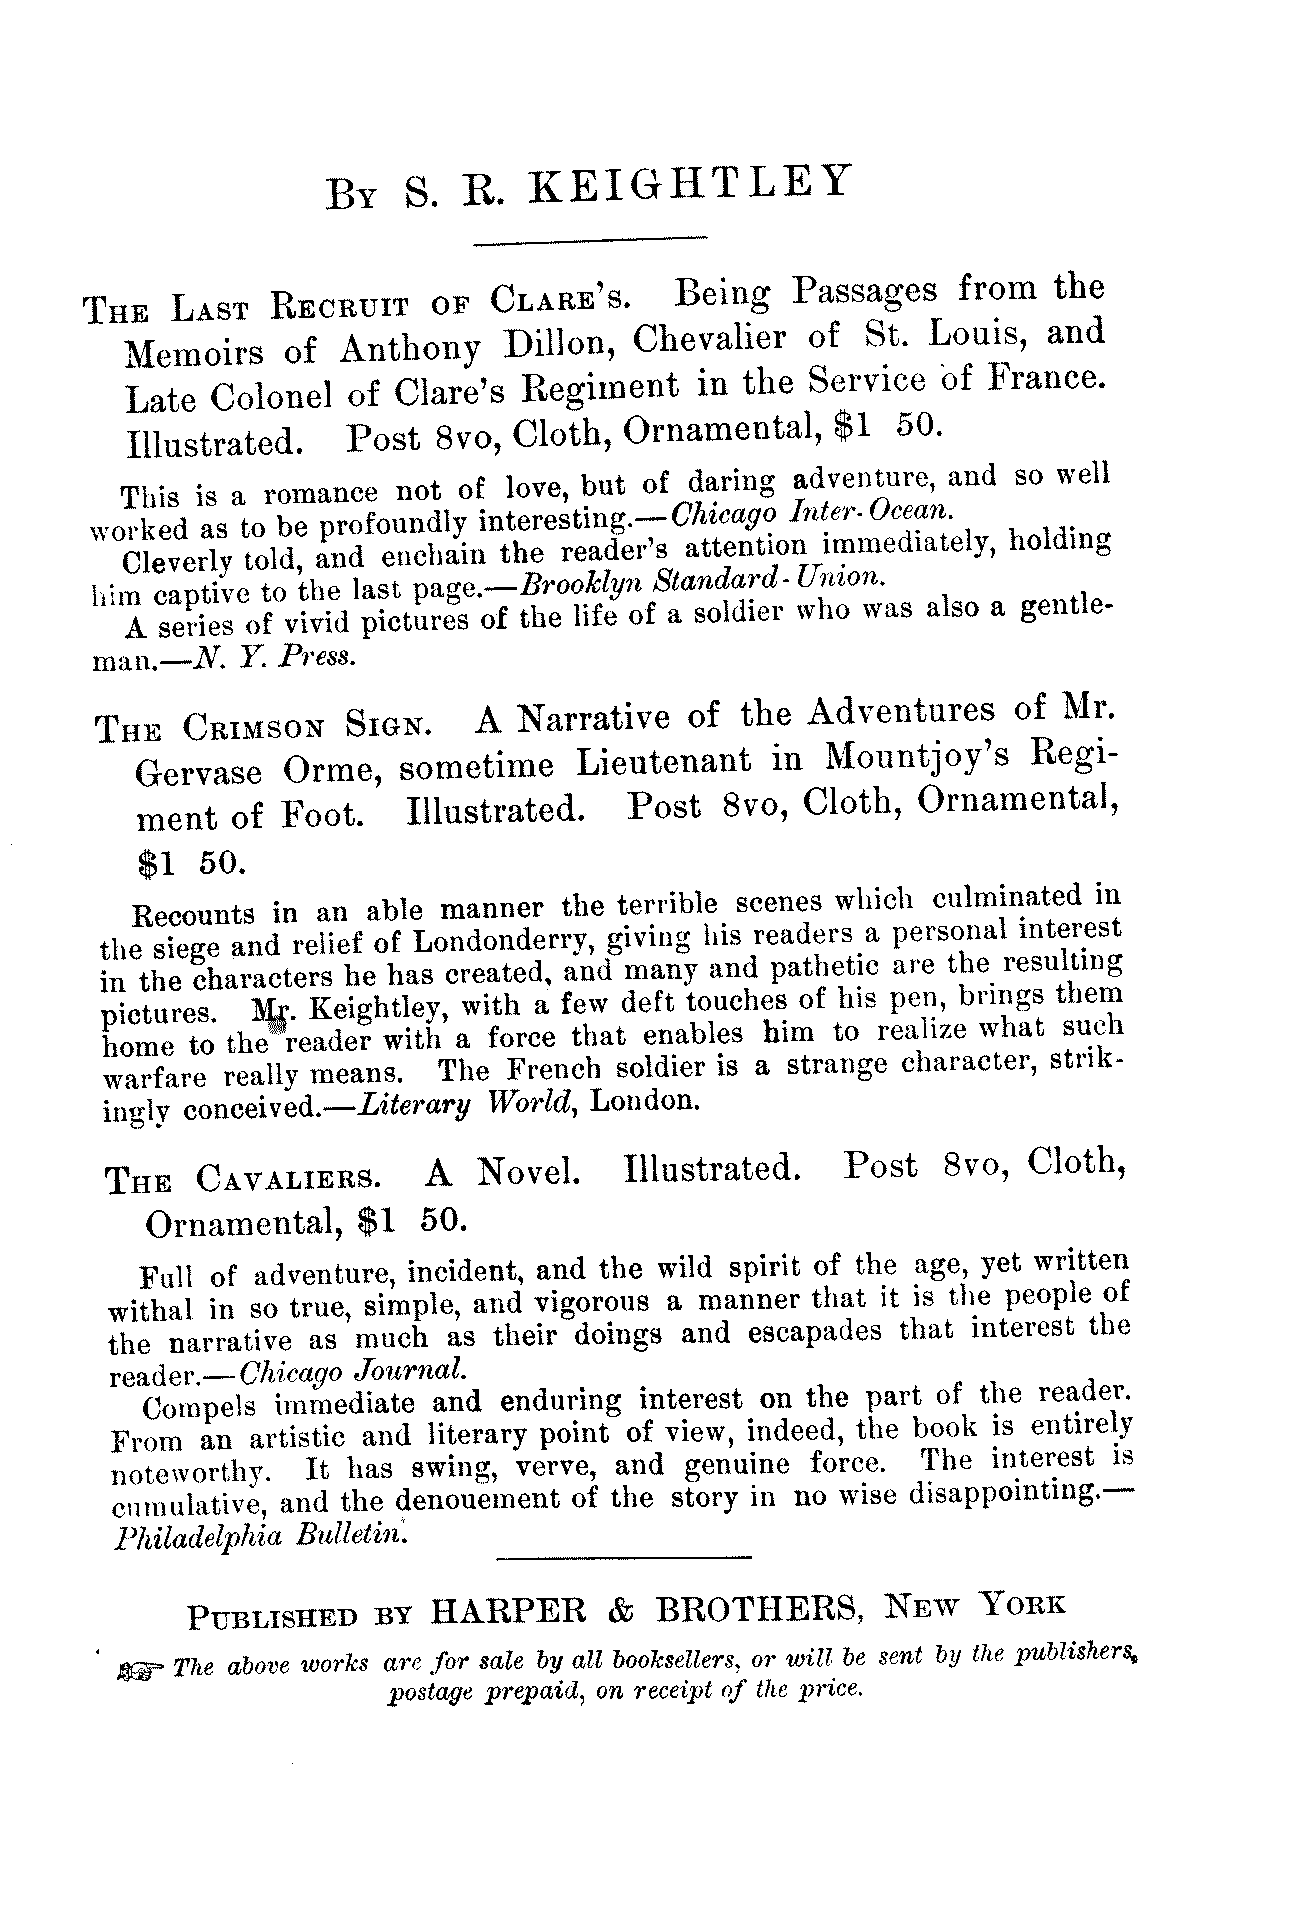 By S. R. KEIGHTLEY
The Last Recruit of Clare's. Being Passages from the
Memoirs of Anthony Dillon, Chevalier of St. Louis, and
Late Colonel of Clare's Regiment in the Service of France.
Illustrated. Post 8vo, Cloth, Ornamental, $1 50.
This is a romance not of love, but of daring adventure, and so well
worked as to be profoundly interesting.—Chicago Inter-Ocean.
Cleverly told, and enchain the reader's attention immediately, holding
him captive to the last page.—Brooklyn Standard-Union.
A series of vivid pictures of the life of a soldier who was also a gentle-
man.—N. Y. Press.
The Crimson Sign. A Narrative of the Adventures of Mr.
Gervase Orme, sometime Lieutenant in Mountjoy's Regi-
ment of Foot. Illustrated. Post 8vo, Cloth, Ornamental,
$1 50.
Recounts in an able manner the terrible scenes which culminated in
the siege and relief of Londonderry, giving his readers a personal interest
in the characters he has created, and many and pathetic are the resulting
pictures. Mr. Keightley, with a few deft touches of his pen, brings them
home to the reader with a force that enables him to realize what such
warfare really means. The French soldier is a strange character, strik-
ingly conceived.—Literary World, London.
The Cavaliers. A Novel. Illustrated. Post 8vo, Cloth,
Ornamental, $1 50.
Full of adventure, incident, and the wild spirit of the age, yet written
withal in so true, simple, and vigorous a manner that it is the people of
the narrative as much as their doings and escapades that interest the
reader.—Chicago Journal.
Compels immediate and enduring interest on the part of the reader.
From an artistic and literary point of view, indeed, the book is entirely
noteworthy. It has swing, verve, and genuine force. The interest is
cumulative, and the denouement of the story in no wise disappointing.—
Philadelphia Bulletin.
Published by HARPER & BROTHERS, New York
☞ The above works are for sale by all booksellers, or will be sent by the publishers,
postage prepaid, on receipt of the price.